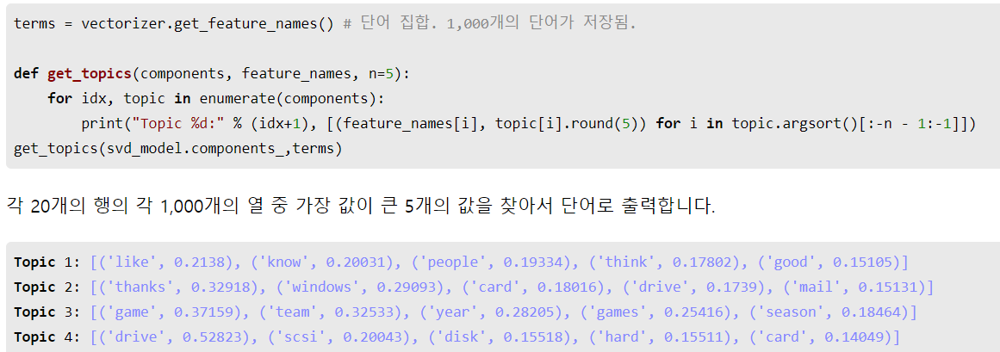 terms = vectorizer.get_feature_names() # 단어 집합. 1,000개의 단어가 저장됨.
def get_topics(components, feature_names, n=5):
    for idx, topic in enumerate(components):
        print("Topic %d:" % (idx+1), [(feature_names[i], topic[i].round(5)) for i in topic.argsort()[:-n - 1:-1]])
get_topics(svd_model.components_,terms)
각 20개의 행의 각 1,000개의 열 중 가장 값이 큰 5개의 값을 찾아서 단어로 출력합니다.
Topic 1: [('like', 0.2138), ('know', 0.20031), ('people', 0.19334), ('think', 0.17802), ('good', 0.15105)]
Topic 2: [('thanks', 0.32918), ('windows', 0.29093), ('card', 0.18016), ('drive', 0.1739), ('mail', 0.15131)]
Topic 3: [('game', 0.37159), ('team', 0.32533), ('year', 0.28205), ('games', 0.25416), ('season', 0.18464)]
Topic 4: [('drive', 0.52823), ('scsi', 0.20043), ('disk', 0.15518), ('hard', 0.15511), ('card', 0.14049)]